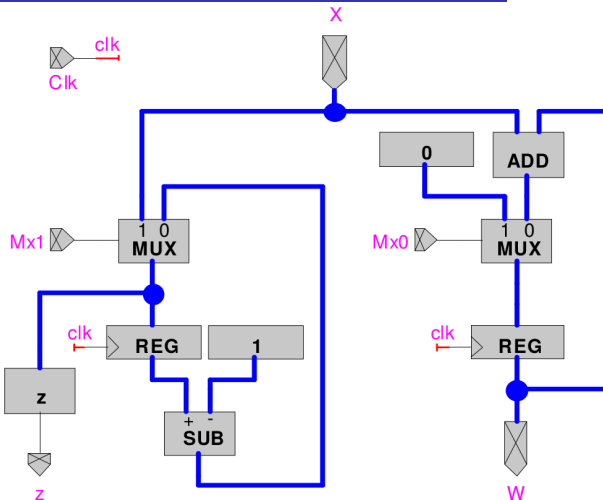 X
clk
Clk
0
ADD
1 0
MUX
Mx1
1 0
MUX
Mx0
clk
REG
1
clk
REG
z
+ -
SUB
z
W